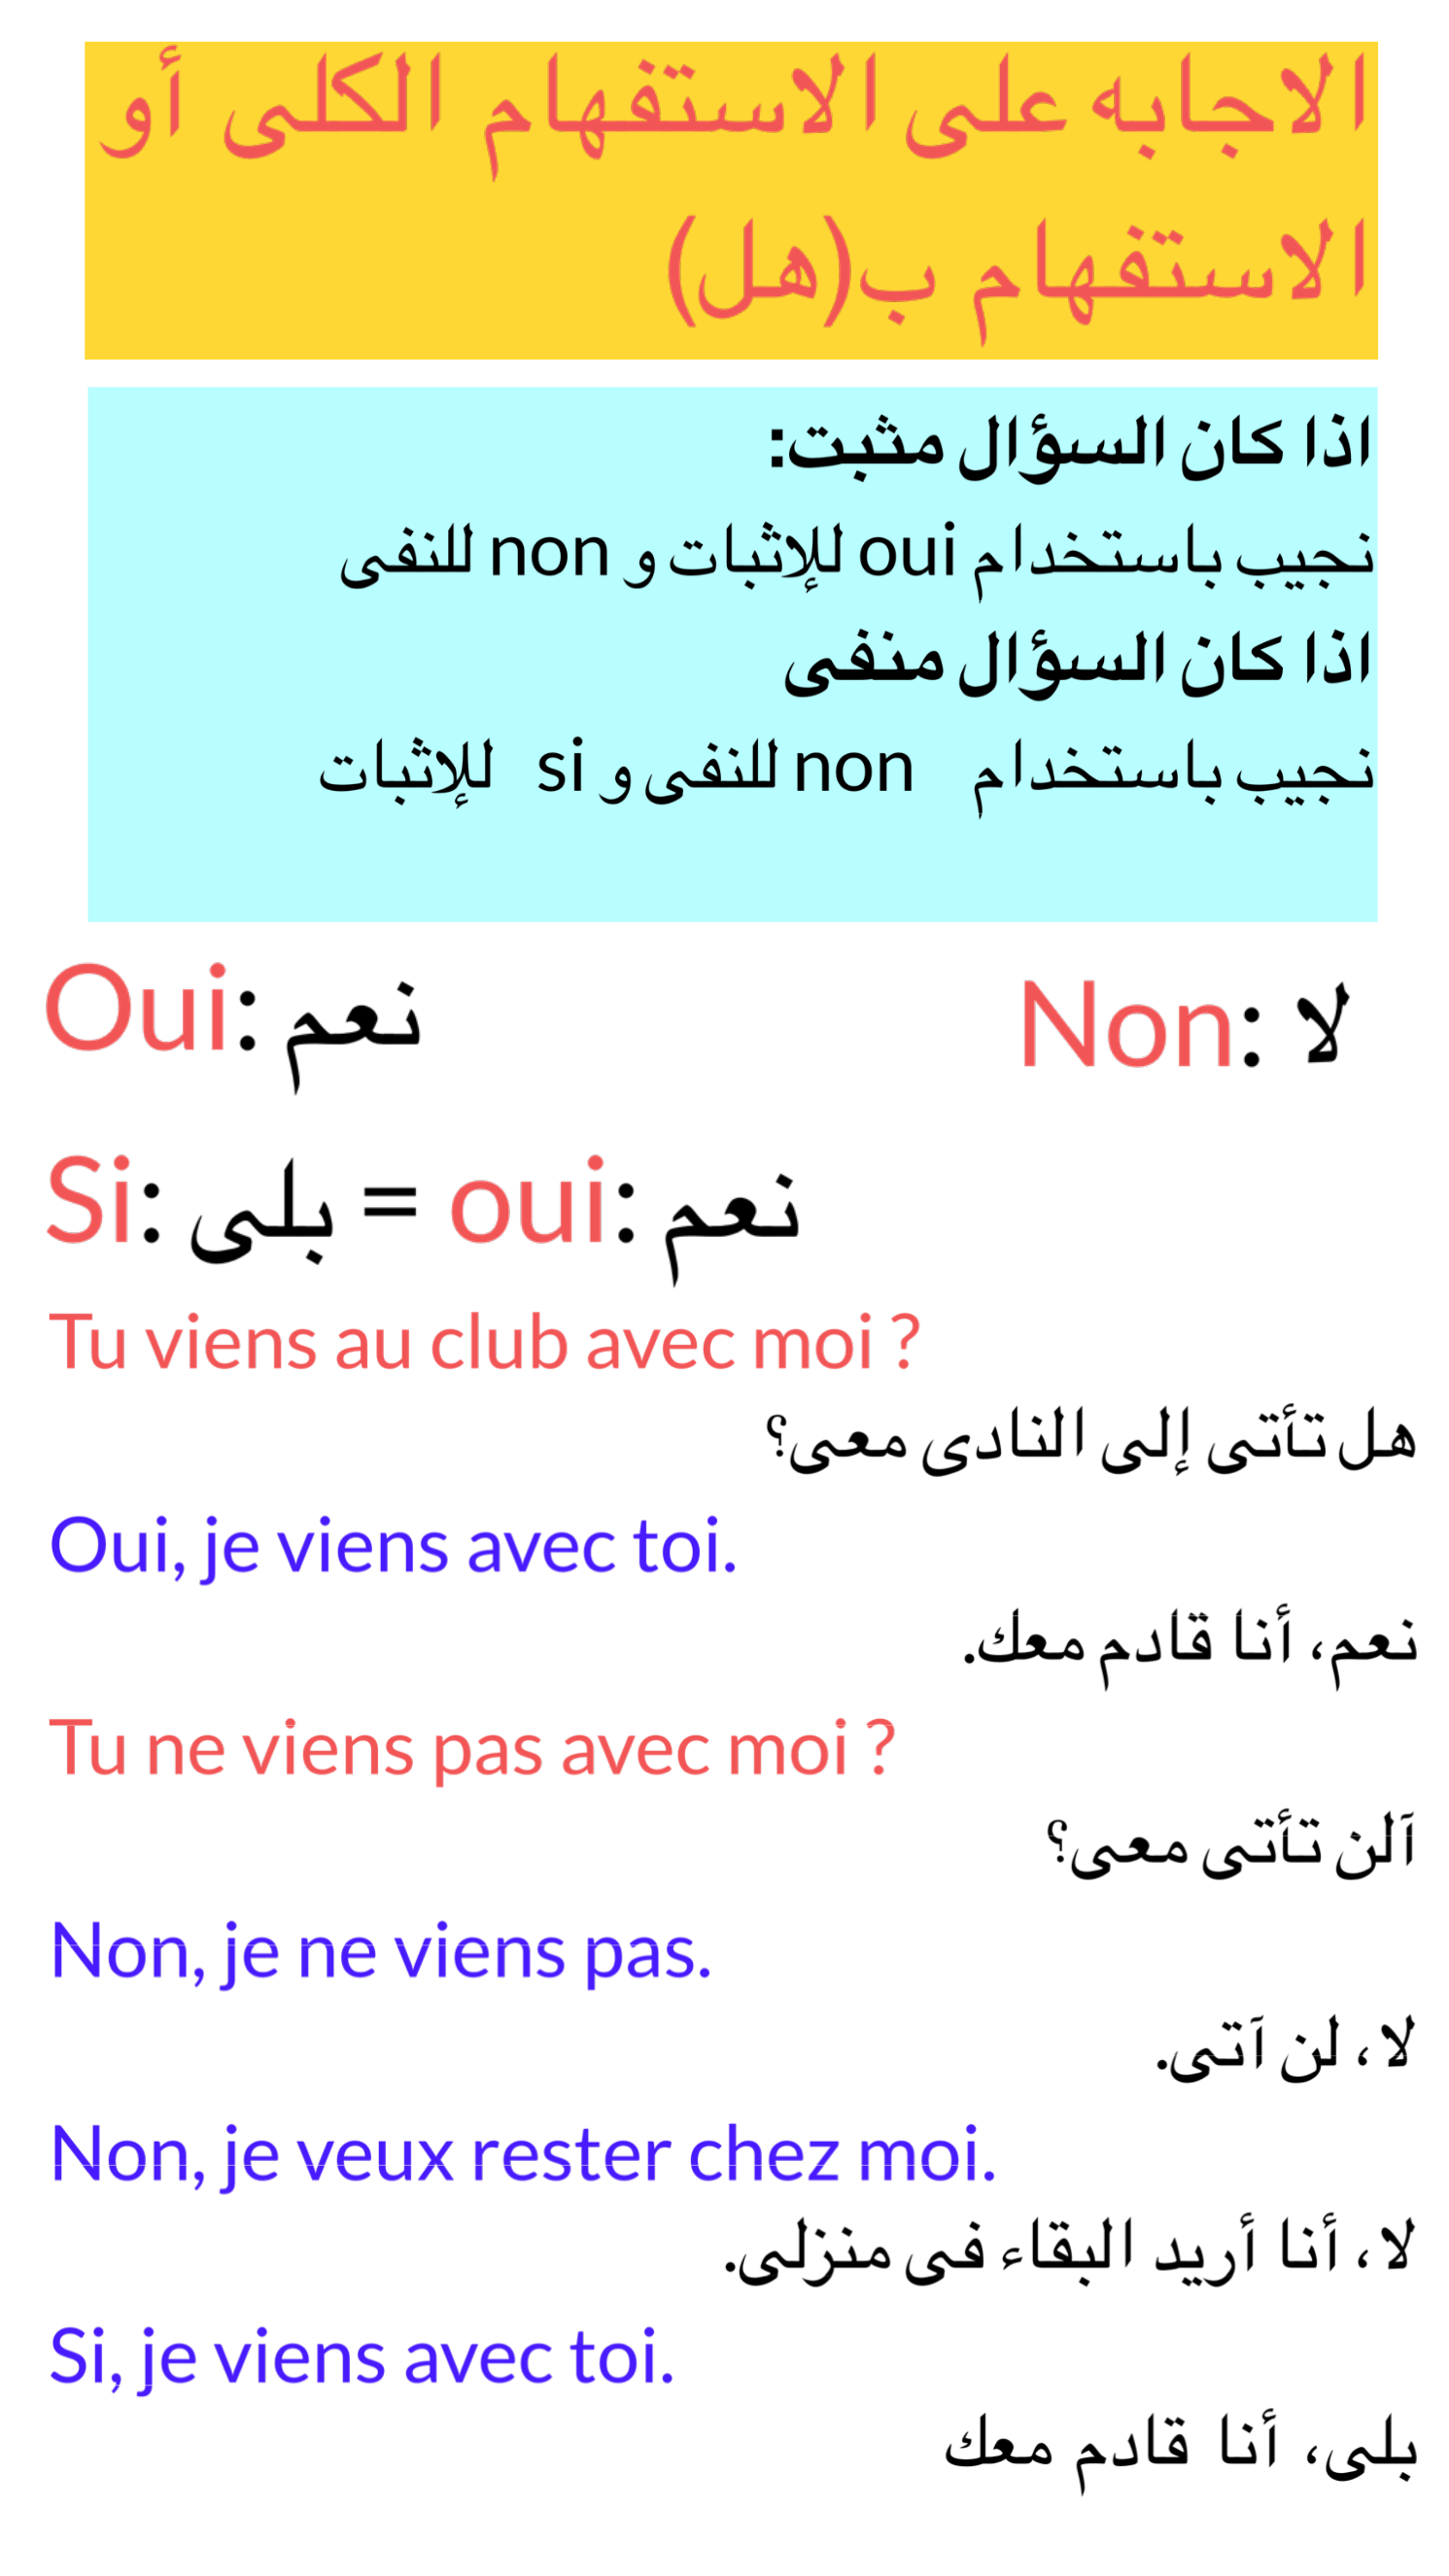 الاجابه على الاستفهام الكلى أو
الاستفهام ب(هل)
اذا كان السؤال مثبت:
نجيب باستخدام oui للإثبات و non للنفى
اذا كان السؤال منفى
نجيب باستخدام non للنفى و si للإثبات
Oui: نعم Non: لا
Si: بلى = oui: نعم
Tu viens au club avec moi ?
هل تأتى إلى النادى معى؟
Oui, je viens avec toi.
نعم، أنا قادم معك.
Tu ne viens pas avec moi ?
آلن تأتى معى؟
Non, je ne viens pas.
لا، لن آتى.
Non, je veux rester chez moi.
لا، أنا أريد البقاء فى منزلى.
Si, je viens avec toi.
بلى، أنا قادم معك